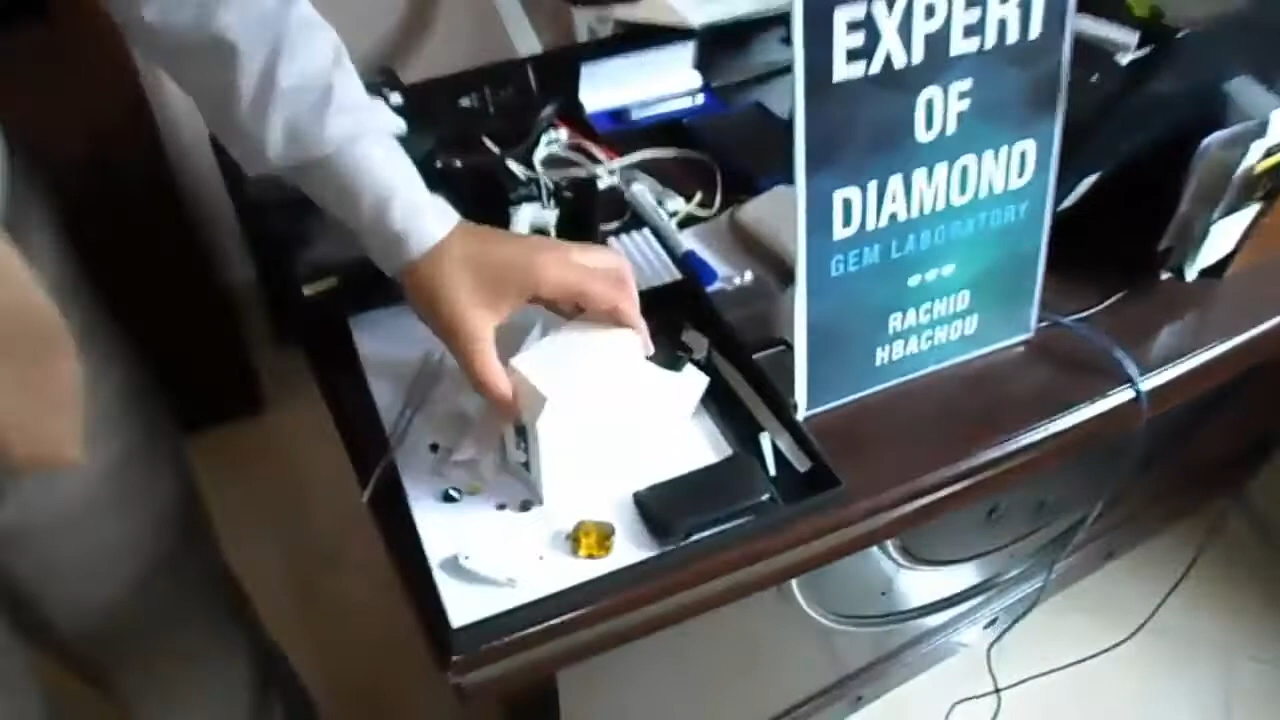 EXPERT
OF
DIAMOND
GEM LABORATORY
RACHID
HBACHOU